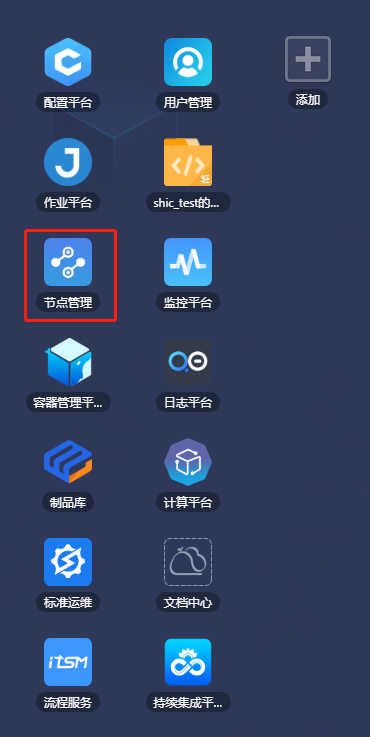 配置平台
用户管理
添加
J
作业平台
轻
shic_test的...
节点管理
监控平台
容器管理平...
日志平台
制品库
计算平台
标准运维
文档中心
iTSM
流程服务
持续集成平...